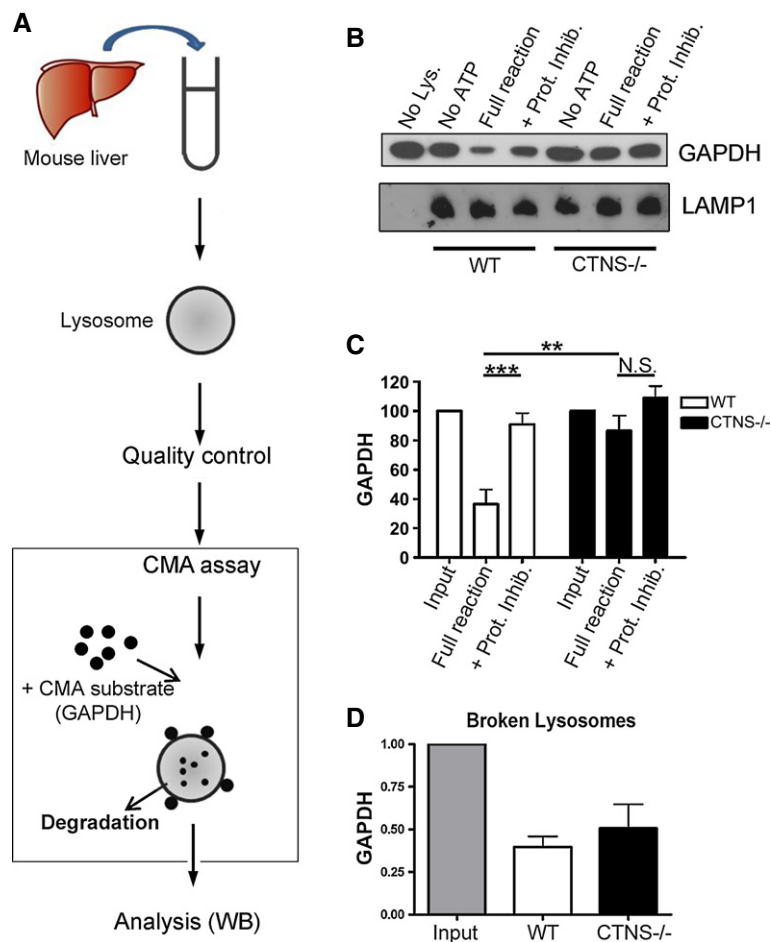 A
Mouse liver
Lysosome
Quality control
CMA assay
+ CMA substrate
(GAPDH)
Degradation
Analysis (WB)
B
No Lys.
No ATP
Full reaction
+ Prot. Inhib.
No ATP
Full reaction
+ Prot. Inhib.
GAPDH
LAMP1
WT
CTNS-/-
C
**
***
N.S.
WT
CTNS-/-
GAPDH
120
100
80
60
40
20
0
Input
Full reaction
+ Prot. Inhib.
Input
Full reaction
+ Prot. Inhib.
D
Broken Lysosomes
GAPDH
1.00
0.75
0.50
0.25
0.00
Input
WT
CTNS-/-